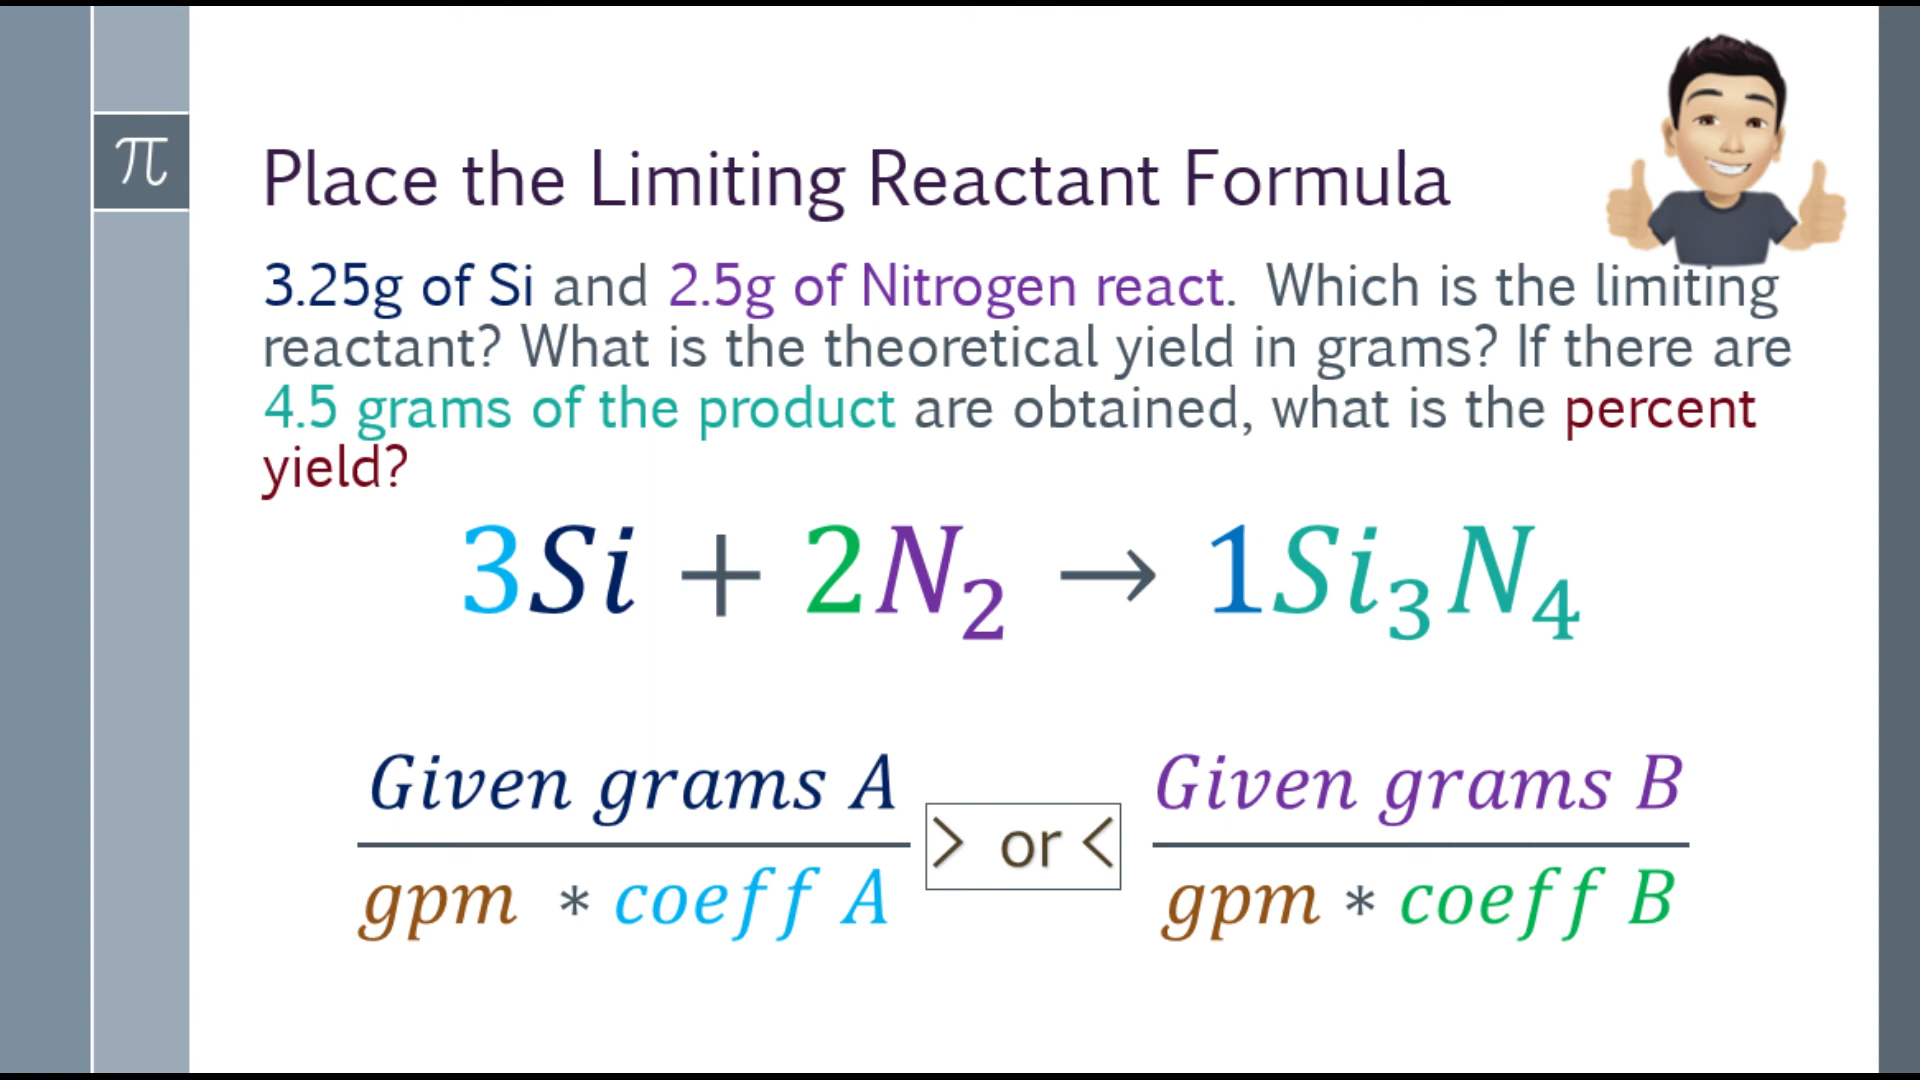 π
Place the Limiting Reactant Formula
3.25g of Si and 2.5g of Nitrogen react. Which is the limiting
reactant? What is the theoretical yield in grams? If there are
4.5 grams of the product are obtained, what is the percent
yield?
3Si + 2N₂ → 1Si₃N₄
Given grams A > or < Given grams B
gpm * coeff A gpm * coeff B